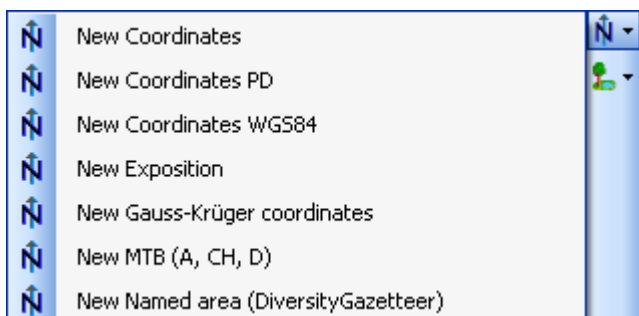 New Coordinates
New Coordinates PD
New Coordinates WGS84
New Exposition
New Gauss-Krüger coordinates
New MTB (A, CH, D)
New Named area (DiversityGazetteer)